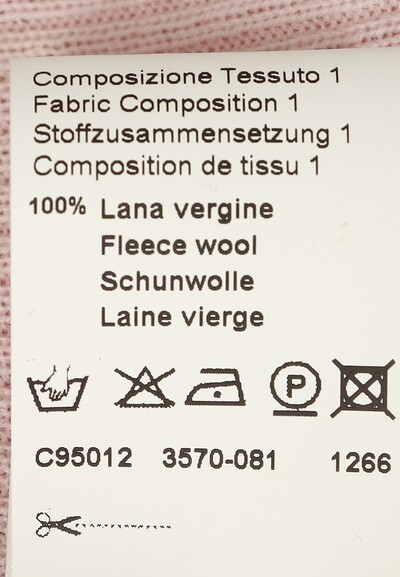 Composizione Tessuto 1
Fabric Composition 1
Stoffzusammensetzung 1
Composition de tissu 1
100% Lana vergine
Fleece wool
Schunwolle
Laine vierge
P
C95012 3570-081 1266